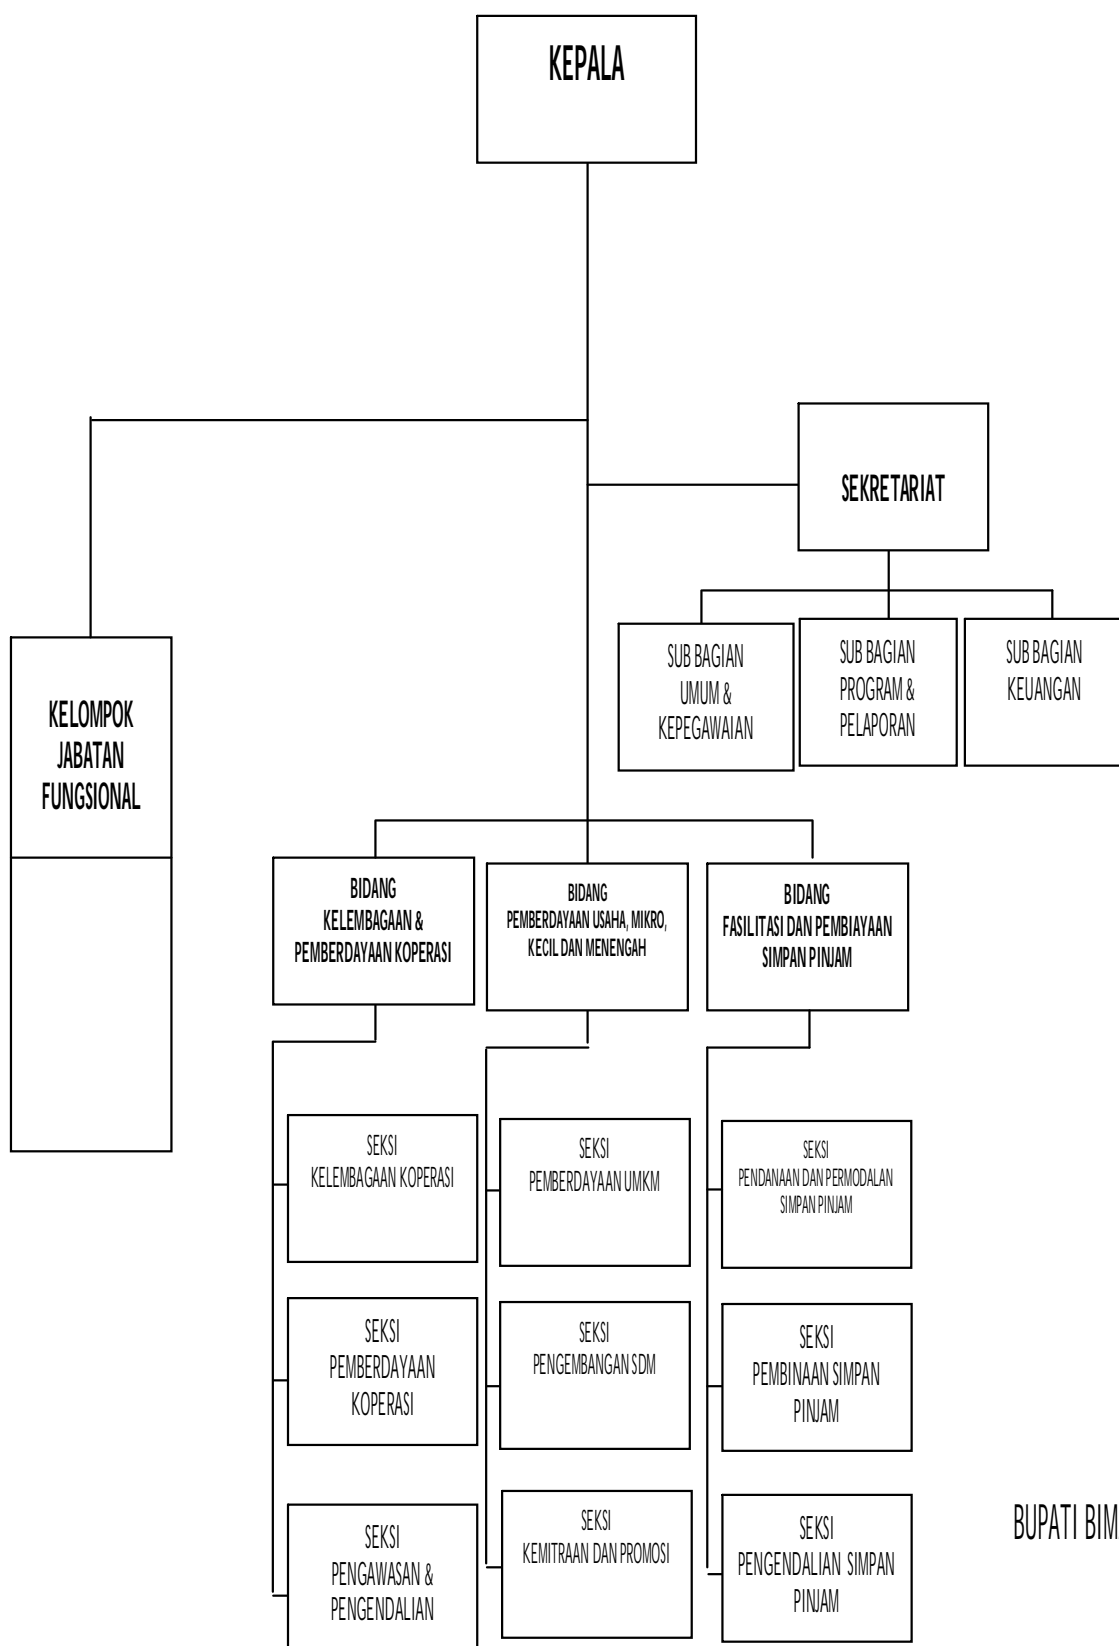 KEPALA
SEKRETARIAT
SUB BAGIAN
UMUM &
KEPEGAWAIAN
SUB BAGIAN
PROGRAM &
PELAPORAN
SUB BAGIAN
KEUANGAN
KELOMPOK
JABATAN
FUNGSIONAL
BIDANG
KELEMBAGAAN &
PEMBERDAYAAN KOPERASI
BIDANG
PEMBERDAYAAN USAHA, MIKRO,
KECIL DAN MENENGAH
BIDANG
FASILITASI DAN PEMBIAYAAN
SIMPAN PINJAM
SEKSI
KELEMBAGAAN KOPERASI
SEKSI
PEMBERDAYAAN KOPERASI
SEKSI
PENGAWASAN &
PENGENDALIAN
SEKSI
PEMBERDAYAAN UMKM
SEKSI
PENGEMBANGAN SDM
SEKSI
KEMITRAAN DAN PROMOSI
SEKSI
PENDANAAN DAN PERMODALAN
SIMPAN PINJAM
SEKSI
PEMBINAAN SIMPAN
PINJAM
SEKSI
PENGENDALIAN SIMPAN
PINJAM
BUPATI BIM